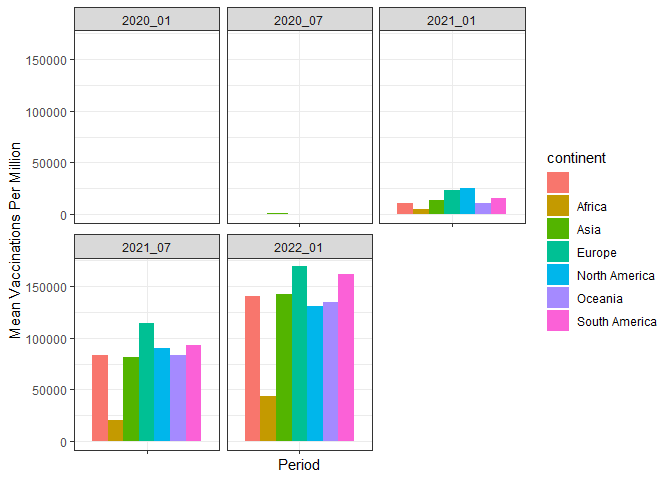 2020_01 2020_07 2021_01
150000
100000
50000
0
2021_07 2022_01
150000
100000
50000
0
Mean Vaccinations Per Million
Period
continent
Africa
Asia
Europe
North America
Oceania
South America